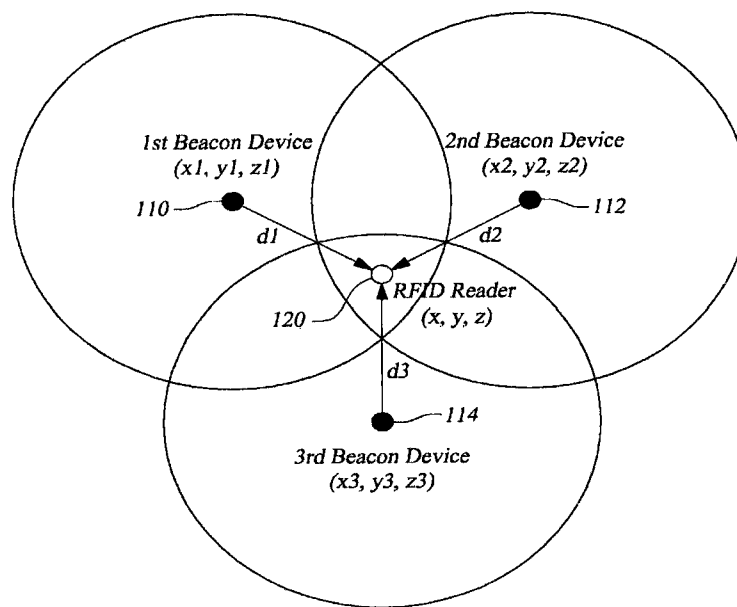 1st Beacon Device
(x1, y1, z1)
2nd Beacon Device
(x2, y2, z2)
110
112
d1
d2
RFID Reader
(x, y, z)
120
d3
114
3rd Beacon Device
(x3, y3, z3)